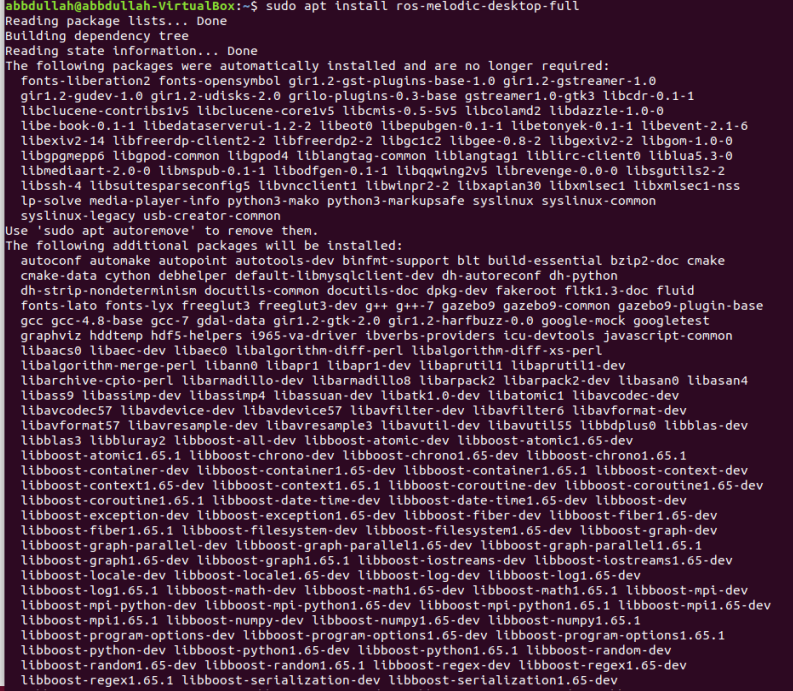 abbdullah@abbdullah-VirtualBox:~$ sudo apt install ros-melodic-desktop-full
Reading package lists... Done
Building dependency tree
Reading state information... Done
The following packages were automatically installed and are no longer required:
  fonts-liberation2 fonts-opensymbol gir1.2-gst-plugins-base-1.0 gir1.2-gstreamer-1.0
  gir1.2-gudev-1.0 gir1.2-udisks-2.0 grilo-plugins-0.3-base gstreamer1.0-gtk3 libcdr-0.1-1
  libclucene-contribs1v5 libclucene-core1v5 libcmis-0.5-5v5 libcolamd2 libdazzle-1.0-0
  libe-book-0.1-1 libedataserverui-1.2-2 libeot0 libepubgen-0.1-1 libetonyek-0.1-1 libevent-2.1-6
  libexiv2-14 libfreerdp-client2-2 libfreerdp2-2 libgc1c2 libgee-0.8-2 libgexiv2-2 libgom-1.0-0
  libgpgmepp6 libgpod-common libgpod4 liblangtag-common liblangtag1 liblirc-client0 liblua5.3-0
  libmediaart-2.0-0 libmspub-0.1-1 libodfgen-0.1-1 libqqwing2v5 librevenge-0.0-0 libsgutils2-2
  libssh-4 libsuitesparseconfig5 libvncclient1 libwinpr2-2 libxapian30 libxmlsec1 libxmlsec1-nss
  lp-solve media-player-info python3-mako python3-markupsafe syslinux syslinux-common
  syslinux-legacy usb-creator-common
Use 'sudo apt autoremove' to remove them.
The following additional packages will be installed:
  autoconf automake autopoint autotools-dev binfmt-support blt build-essential bzip2-doc cmake
  cmake-data cython debhelper default-libmysqlclient-dev dh-autoreconf dh-python
  dh-strip-nondeterminism docutils-common docutils-doc dpkg-dev fakeroot fltk1.3-doc fluid
  fonts-lato fonts-lyx freeglut3 freeglut3-dev g++ g++-7 gazebo9 gazebo9-common gazebo9-plugin-base
  gcc gcc-4.8-base gcc-7 gdal-data gir1.2-gtk-2.0 gir1.2-harfbuzz-0.0 google-mock googletest
  graphviz hddtemp hdf5-helpers i965-va-driver ibverbs-providers icu-devtools javascript-common
  libaacs0 libaec-dev libaec0 libalgorithm-diff-perl libalgorithm-diff-xs-perl
  libalgorithm-merge-perl libann0 libapr1 libapr1-dev libaprutil1 libaprutil1-dev
  libarchive-cpio-perl libarmadillo-dev libarmadillo8 libarpack2 libarpack2-dev libasan0 libasan4
  libass9 libassimp-dev libassimp4 libassuan-dev libatk1.0-dev libatomic1 libavcodec-dev
  libavcodec57 libavdevice-dev libavdevice57 libavfilter-dev libavfilter6 libavformat-dev
  libavformat57 libavresample-dev libavresample3 libavutil-dev libavutil55 libbdplus0 libblas-dev
  libblas3 libbluray2 libboost-all-dev libboost-atomic-dev libboost-atomic1.65-dev
  libboost-atomic1.65.1 libboost-chrono-dev libboost-chrono1.65-dev libboost-chrono1.65.1
  libboost-container-dev libboost-container1.65-dev libboost-container1.65.1 libboost-context-dev
  libboost-context1.65-dev libboost-context1.65.1 libboost-coroutine-dev libboost-coroutine1.65-dev
  libboost-coroutine1.65.1 libboost-date-time-dev libboost-date-time1.65-dev libboost-dev
  libboost-exception-dev libboost-exception1.65-dev libboost-fiber-dev libboost-fiber1.65-dev
  libboost-fiber1.65.1 libboost-filesystem-dev libboost-filesystem1.65-dev libboost-graph-dev
  libboost-graph-parallel-dev libboost-graph-parallel1.65-dev libboost-graph-parallel1.65.1
  libboost-graph1.65-dev libboost-graph1.65.1 libboost-iostreams-dev libboost-iostreams1.65-dev
  libboost-locale-dev libboost-locale1.65-dev libboost-log-dev libboost-log1.65-dev
  libboost-log1.65.1 libboost-math-dev libboost-math1.65-dev libboost-math1.65.1 libboost-mpi-dev
  libboost-mpi-python-dev libboost-mpi-python1.65-dev libboost-mpi-python1.65.1 libboost-mpi1.65-dev
  libboost-mpi1.65.1 libboost-numpy-dev libboost-numpy1.65-dev libboost-numpy1.65.1
  libboost-program-options-dev libboost-program-options1.65-dev libboost-program-options1.65.1
  libboost-python-dev libboost-python1.65-dev libboost-python1.65.1 libboost-random-dev
  libboost-random1.65-dev libboost-random1.65.1 libboost-regex-dev libboost-regex1.65-dev
  libboost-regex1.65.1 libboost-serialization-dev libboost-serialization1.65-dev